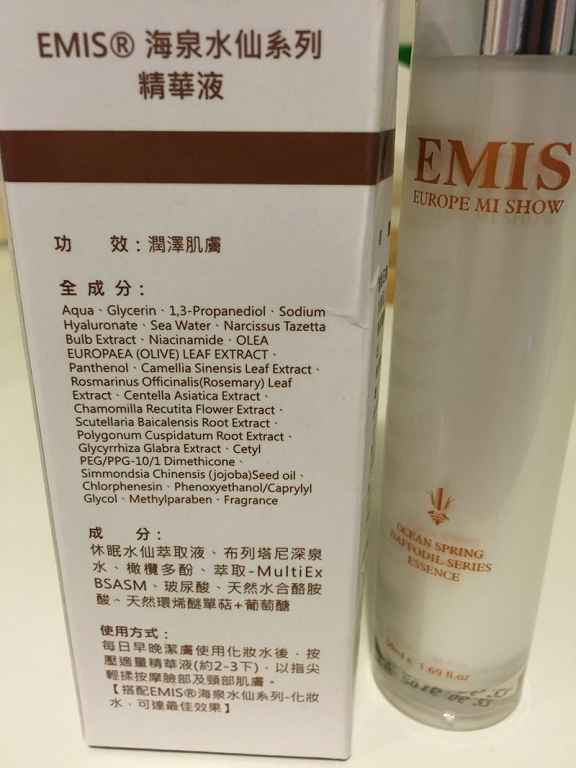 EMIS® 海泉水仙系列
精華液
功 效：潤澤肌膚
全成分：
Aqua、Glycerin、1,3-Propanediol、Sodium
Hyaluronate、Sea Water、Narcissus Tazetta
Bulb Extract、Niacinamide、OLEA
EUROPAEA (OLIVE) LEAF EXTRACT、
Panthenol、Camellia Sinensis Leaf Extract、
Rosmarinus Officinalis(Rosemary) Leaf
Extract、Centella Asiatica Extract、
Chamomilla Recutita Flower Extract、
Scutellaria Baicalensis Root Extract、
Polygonum Cuspidatum Root Extract、
Glycyrrhiza Glabra Extract、Cetyl
PEG/PPG-10/1 Dimethicone、
Simmondsia Chinensis (jojoba)Seed oil、
Chlorphenesin、Phenoxyethanol/Caprylyl
Glycol、Methylparaben、Fragrance
成 分：
休眠水仙萃取液、布列塔尼深泉
水、橄欖多酚、萃取-MultiEx
BSASM、玻尿酸、天然水合酪胺
酸、天然環烯醚單萜+葡萄醣
使用方式：
每日早晚潔膚使用化妝水後，按
壓適量精華液(約2-3下)，以指尖
輕揉按摩臉部及頸部肌膚。
【搭配EMIS®海泉水仙系列-化妝
水，可達最佳效果】
EMIS
EUROPE MI SHOW
OCEAN SPRING
DAFFODIL SERIES
ESSENCE
50ml e 1.69 fl.oz